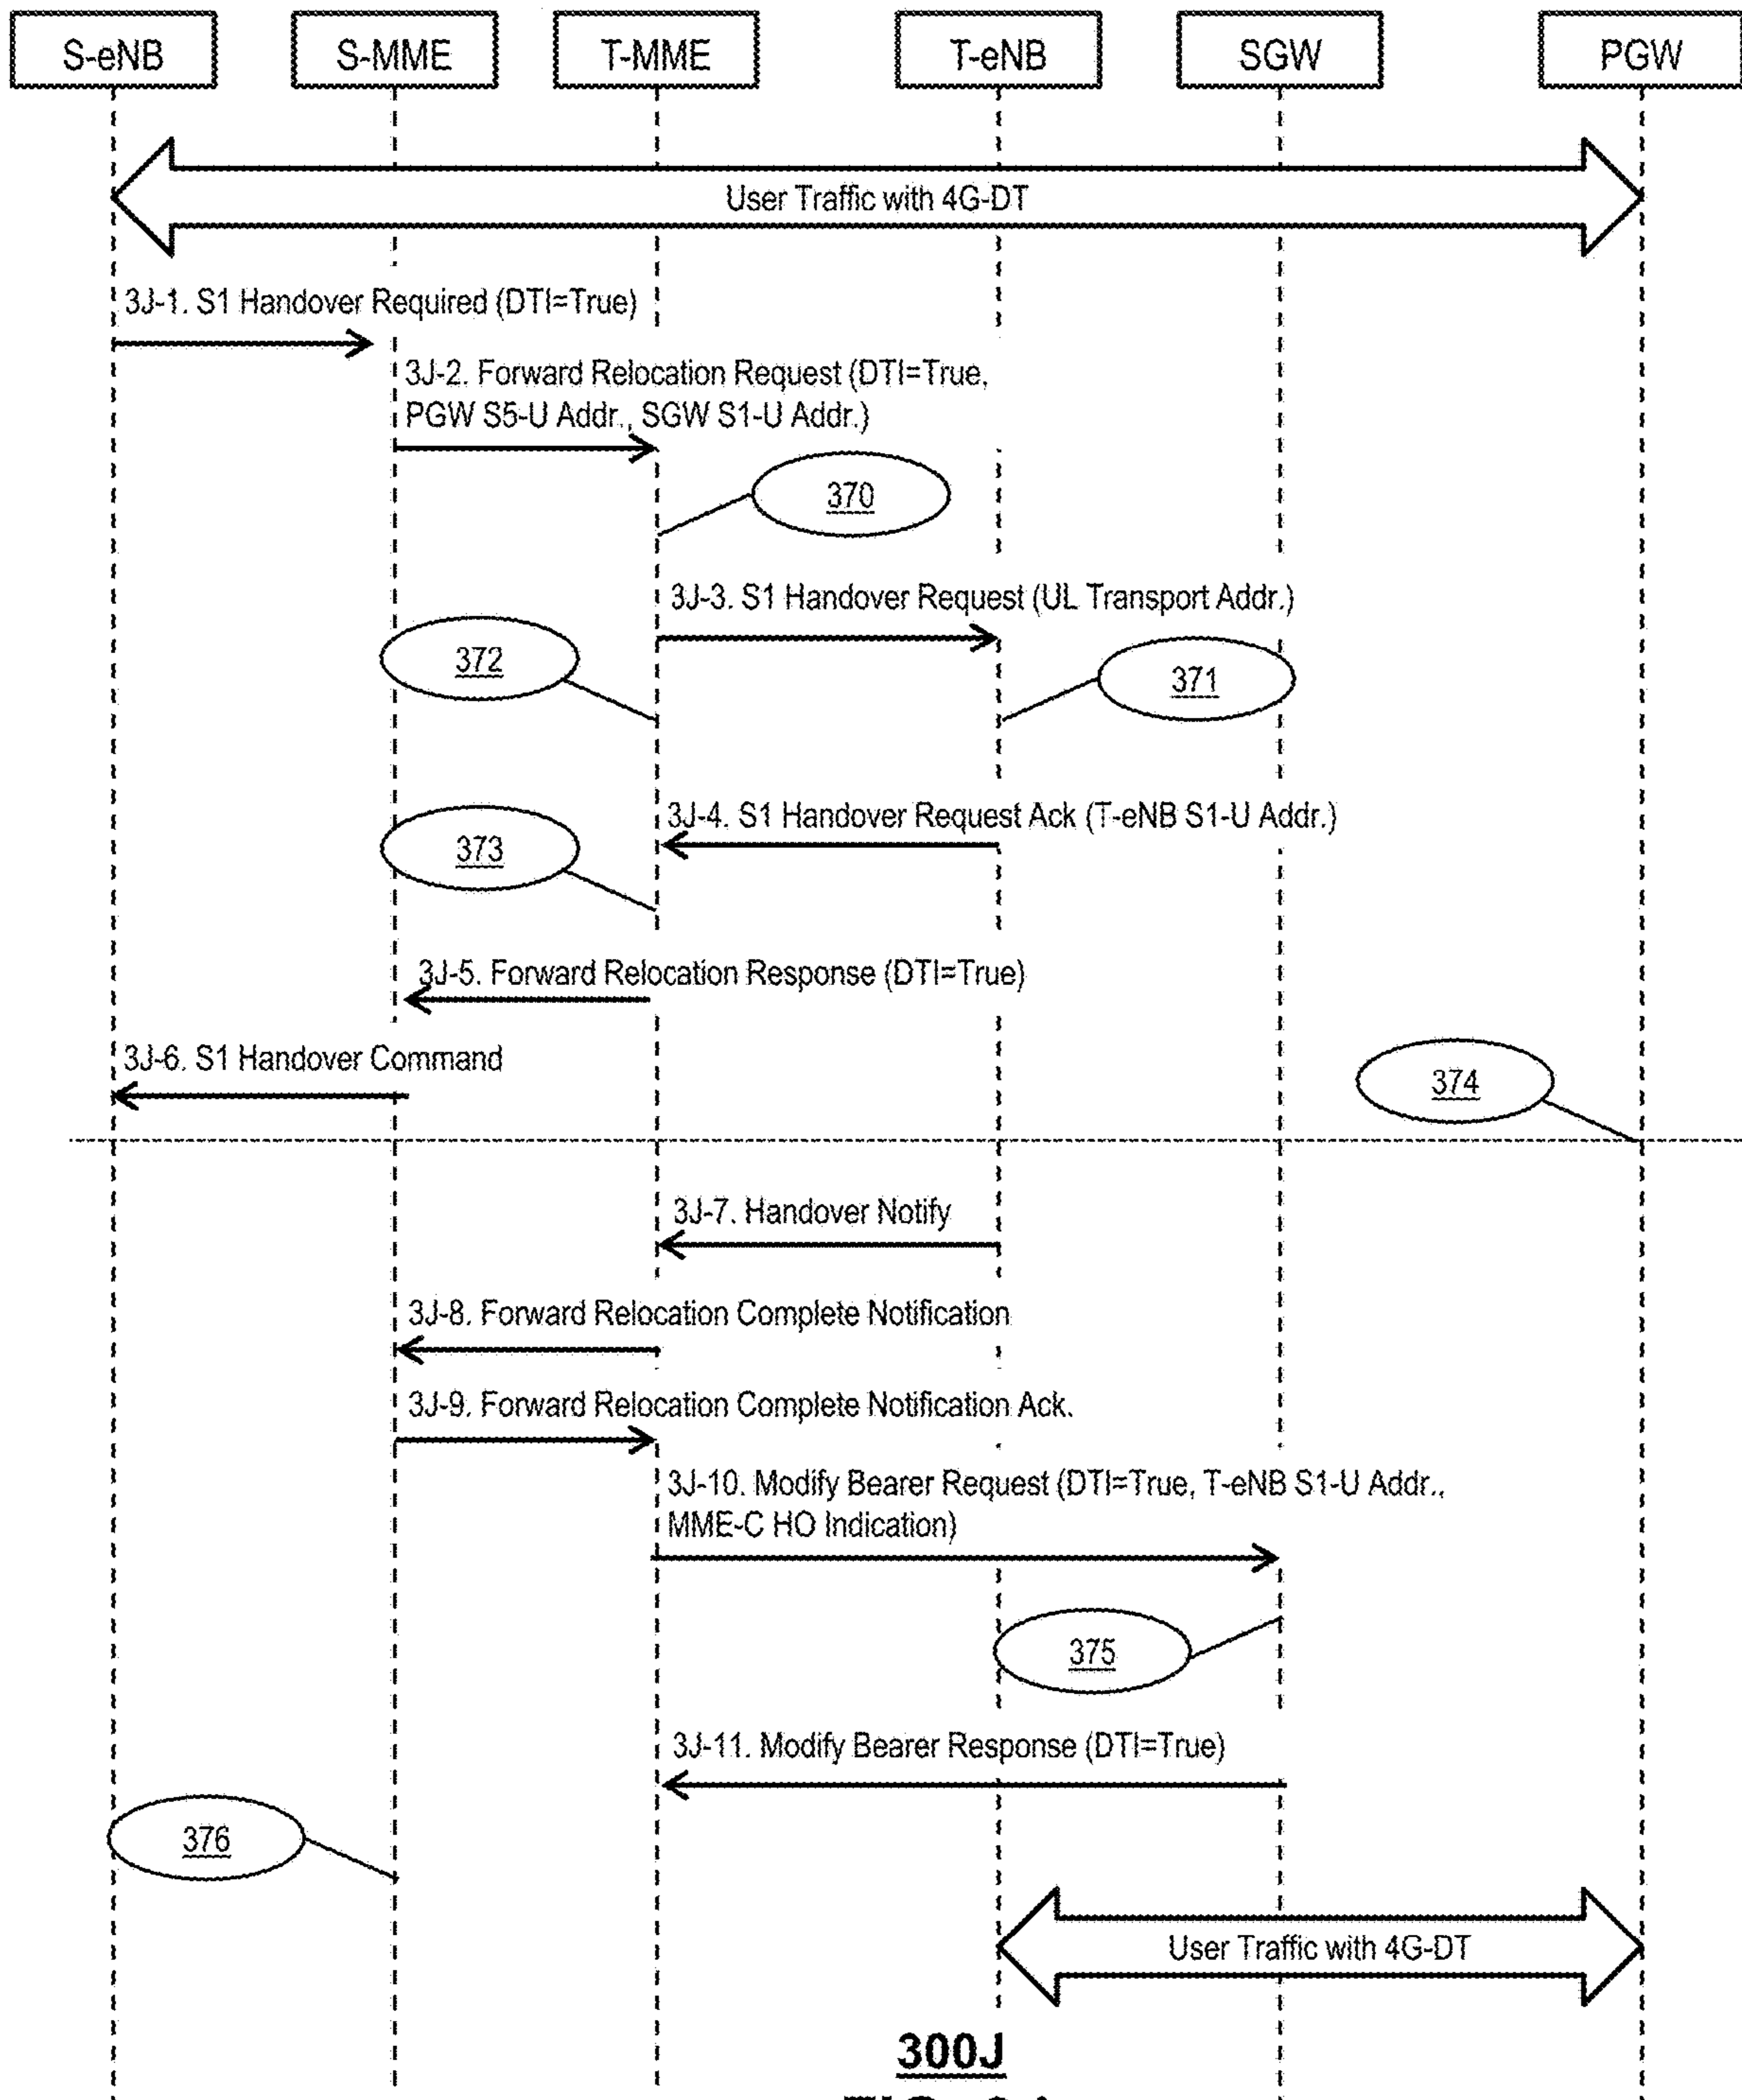 S-eNB
S-MME
T-MME
T-eNB
SGW
PGW
User Traffic with 4G-DT
3J-1. S1 Handover Required (DTI=True)
3J-2. Forward Relocation Request (DTI=True,
PGW S5-U Addr., SGW S1-U Addr.)
370
3J-3. S1 Handover Request (UL Transport Addr.)
372
371
3J-4. S1 Handover Request Ack (T-eNB S1-U Addr.)
373
3J-5. Forward Relocation Response (DTI=True)
3J-6. S1 Handover Command
374
3J-7. Handover Notify
3J-8. Forward Relocation Complete Notification
3J-9. Forward Relocation Complete Notification Ack.
3J-10. Modify Bearer Request (DTI=True, T-eNB S1-U Addr.,
MME-C HO Indication)
375
3J-11. Modify Bearer Response (DTI=True)
376
User Traffic with 4G-DT
300J